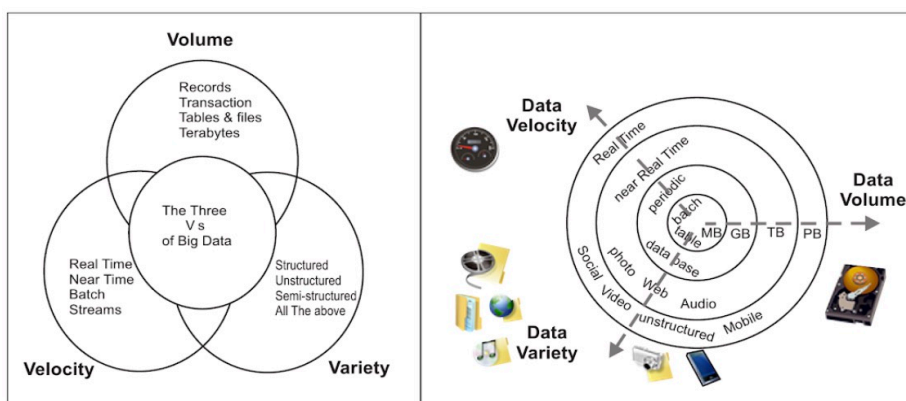 Volume
Records
Transaction
Tables & files
Terabytes
The Three
V s
of Big Data
Real Time
Near Time
Batch
Streams
Structured
Unstructured
Semi-structured
All The above
Velocity
Variety
Data
Velocity
Real Time
near Real Time
periodic
batch
table
data base
photo Web Audio
Social Video unstructured Mobile
MB GB TB PB
Data
Volume
Data
Variety